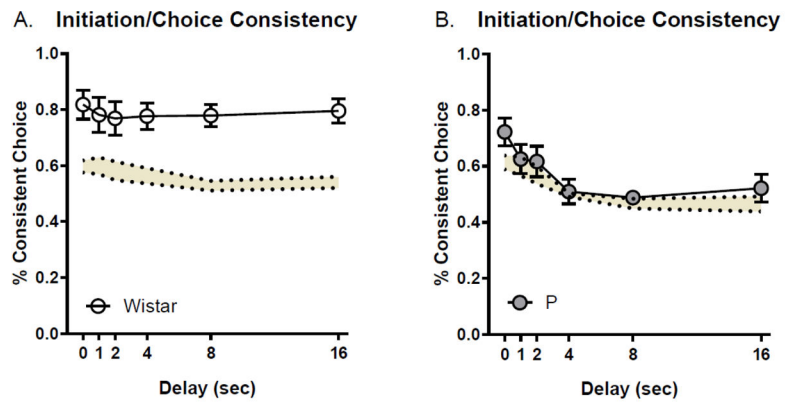 A. Initiation/Choice Consistency
% Consistent Choice
1.0
0.8
0.6
0.4
0.2
0.0
Wistar
0 1 2 4 8 16
Delay (sec)
B. Initiation/Choice Consistency
% Consistent Choice
1.0
0.8
0.6
0.4
0.2
0.0
P
0 1 2 4 8 16
Delay (sec)